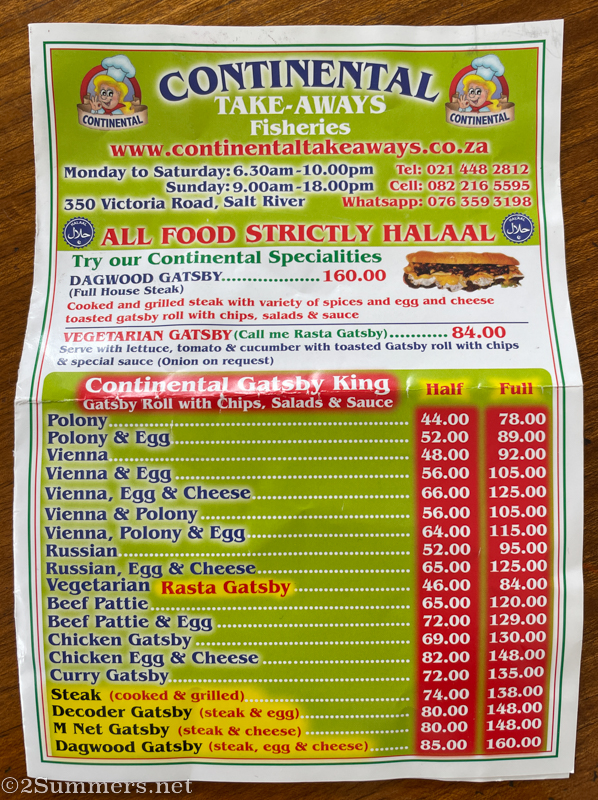 CONTINENTAL
TAKE-AWAYS
Fisheries
CONTINENTAL
CONTINENTAL
www.continentaltakeaways.co.za
Monday to Saturday: 6.30am -10.00pm Tel: 021 448 2812
Sunday: 9.00am -18.00pm Cell: 082 216 5595
350 Victoria Road, Salt River Whatsapp: 076 359 3198
HALAAL حلال ALL FOOD STRICTLY HALAAL HALAAL حلال
Try our Continental Specialities
DAGWOOD GATSBY........................160.00
(Full House Steak)
Cooked and grilled steak with variety of spices and egg and cheese
toasted gatsby roll with chips, salads & sauce
VEGETARIAN GATSBY (Call me Rasta Gatsby)............. 84.00
Serve with lettuce, tomato & cucumber with toasted Gatsby roll with chips
& special sauce (Onion on request)
Continental Gatsby King Half Full
Gatsby Roll with Chips, Salads & Sauce
Polony 44.00 78.00
Polony & Egg 52.00 89.00
Vienna 48.00 92.00
Vienna & Egg 56.00 105.00
Vienna, Egg & Cheese 66.00 125.00
Vienna & Polony 56.00 105.00
Vienna, Polony & Egg 64.00 115.00
Russian 52.00 95.00
Russian, Egg & Cheese 65.00 125.00
Vegetarian Rasta Gatsby 46.00 84.00
Beef Pattie 65.00 120.00
Beef Pattie & Egg 72.00 129.00
Chicken Gatsby 69.00 130.00
Chicken Egg & Cheese 82.00 148.00
Curry Gatsby 72.00 135.00
Steak (cooked & grilled) 74.00 138.00
Decoder Gatsby (steak & egg) 80.00 148.00
M Net Gatsby (steak & cheese) 80.00 148.00
Dagwood Gatsby (steak, egg & cheese) 85.00 160.00
©2Summers.net